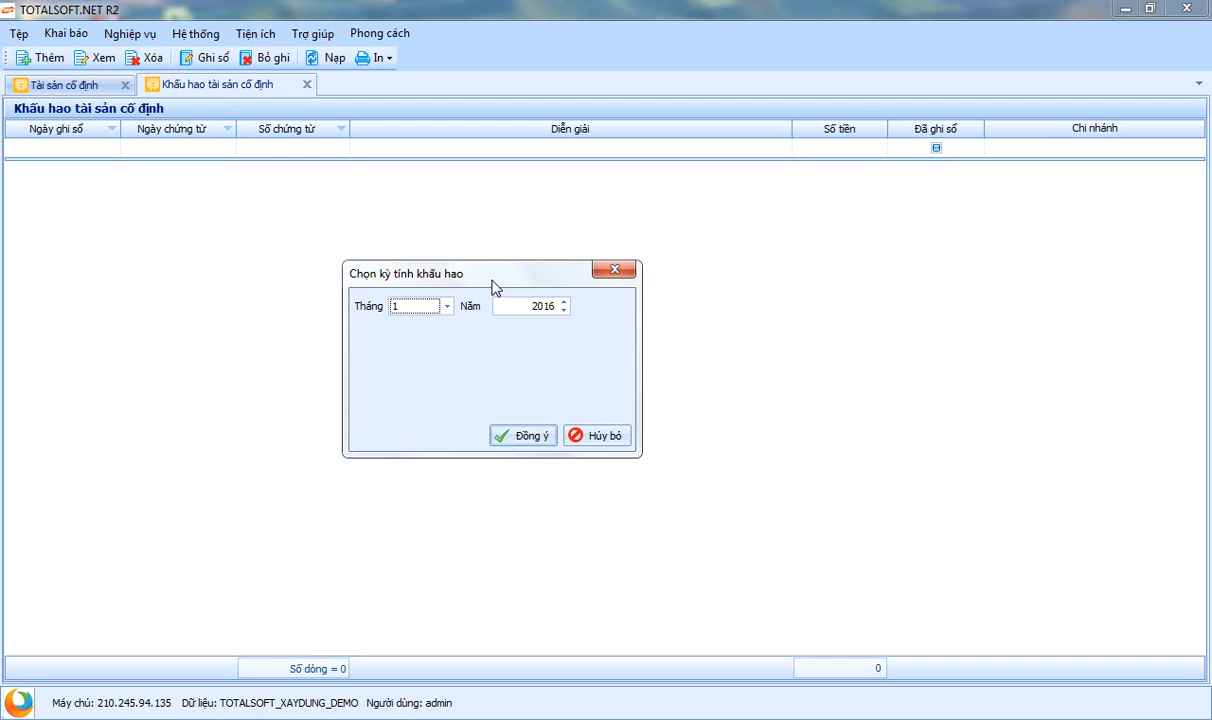 TOTALSOFT.NET R2
Tệp Khai báo Nghiệp vụ Hệ thống Tiện ích Trợ giúp Phong cách
Thêm Xem Xóa Ghi sổ Bỏ ghi Nạp In
Tài sản cố định Khấu hao tài sản cố định
Khấu hao tài sản cố định
Ngày ghi sổ Ngày chứng từ Số chứng từ Diễn giải Số tiền Đã ghi sổ Chi nhánh
Chọn kỳ tính khấu hao
Tháng 1 Năm 2016
Đồng ý Hủy bỏ
Số dòng = 0 0
Máy chủ: 210.245.94.135 Dữ liệu: TOTALSOFT_XAYDUNG_DEMO Người dùng: admin